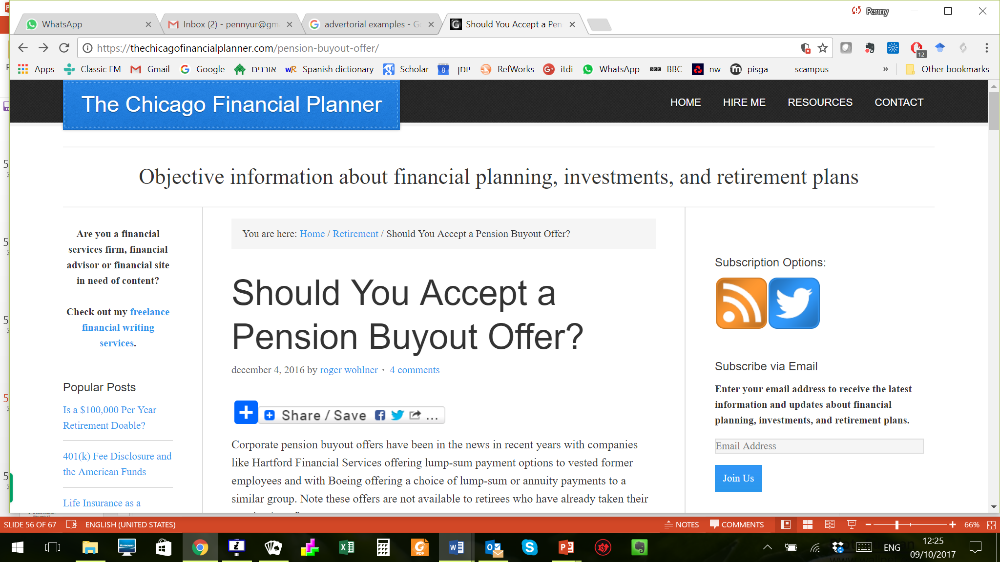 Penny
WhatsApp
Inbox (2) - pennyur@gm
advertorial examples - Go
Should You Accept a Pen
https://thechicagofinancialplanner.com/pension-buyout-offer/
12
Apps
Classic FM
Gmail
Google
אורנים
Spanish dictionary
Scholar
יומן
RefWorks
itdi
WhatsApp
BBC
nw
pisga
scampus
»
Other bookmarks
The Chicago Financial Planner
HOME
HIRE ME
RESOURCES
CONTACT
Objective information about financial planning, investments, and retirement plans
Are you a financial
services firm, financial
advisor or financial site
in need of content?
Check out my freelance
financial writing
services.
Popular Posts
Is a $100,000 Per Year
Retirement Doable?
401(k) Fee Disclosure and
the American Funds
Life Insurance as a
You are here: Home / Retirement / Should You Accept a Pension Buyout Offer?
Should You Accept a
Pension Buyout Offer?
december 4, 2016 by roger wohlner · 4 comments
Share / Save
...
Corporate pension buyout offers have been in the news in recent years with companies
like Hartford Financial Services offering lump-sum payment options to vested former
employees and with Boeing offering a choice of lump-sum or annuity payments to a
similar group. Note these offers are not available to retirees who have already taken their
Subscription Options:
Subscribe via Email
Enter your email address to receive the latest
information and updates about financial
planning, investments, and retirement plans.
Email Address
Join Us
SLIDE 56 OF 67
ENGLISH (UNITED STATES)
NOTES
COMMENTS
66%
ENG
12:25
09/10/2017